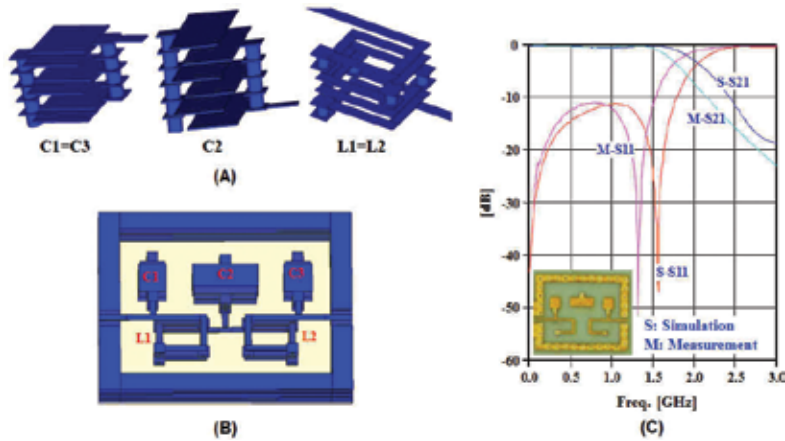 C1=C3
C2
L1=L2
(A)
C1
C2
C3
L1
L2
(B)
[dB]
0
-10
-20
-30
-40
-50
-60
S-S21
M-S21
M-S11
S-S11
S: Simulation
M: Measurement
0.0 0.5 1.0 1.5 2.0 2.5 3.0
Freq. [GHz]
(C)